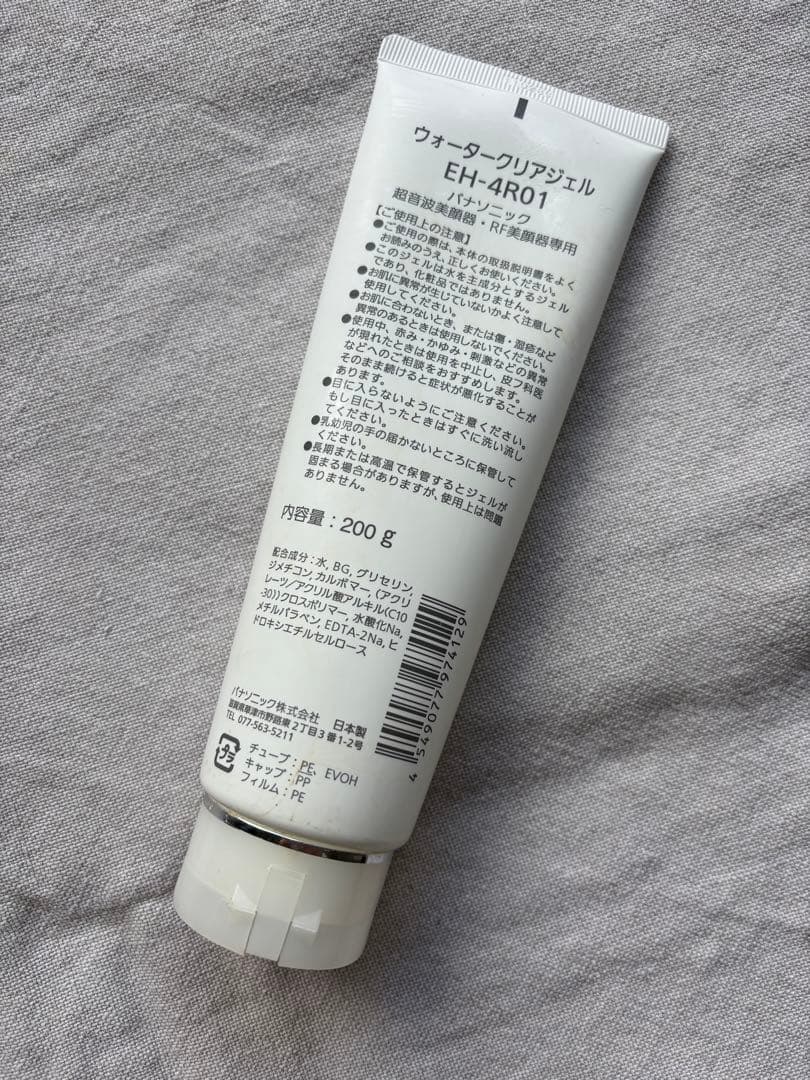 ウォータークリアジェル
EH-4R01
パナソニック
超音波美顔器・RF美顔器専用
【ご使用上の注意】
●ご使用の際は、本体の取扱説明書をよく
お読みのうえ、正しくお使いください。
●このジェルは水を主成分とするジェル
であり、化粧品ではありません。
●お肌に異常が生じていないかよく注意して
使用してください。
●お肌に合わないとき、または傷・湿疹など
異常のあるときは使用しないでください。
●使用中、赤み・かゆみ・刺激などの異常
が現れたときは使用を中止し、皮フ科医
などへのご相談をおすすめします。
そのまま続けると症状が悪化することが
あります。
●目に入らないようにご注意ください。
もし目に入ったときはすぐに洗い流し
てください。
●乳幼児の手の届かないところに保管して
ください。
●長期または高温で保管するとジェルが
固まる場合がありますが、使用上は問題
ありません。
内容量：200 g
配合成分：水, BG, グリセリン,
ジメチコン, カルボマー, (アクリ
レーツ/アクリル酸アルキル(C10
-30))クロスポリマー, 水酸化Na,
メチルパラベン, EDTA-2Na, ヒ
ドロキシエチルセルロース
パナソニック株式会社 日本製
滋賀県草津市野路東2丁目3番1-2号
TEL 077-563-5211
プラ
チューブ：PE、EVOH
キャップ：PP
フィルム：PE
4 549077 974129